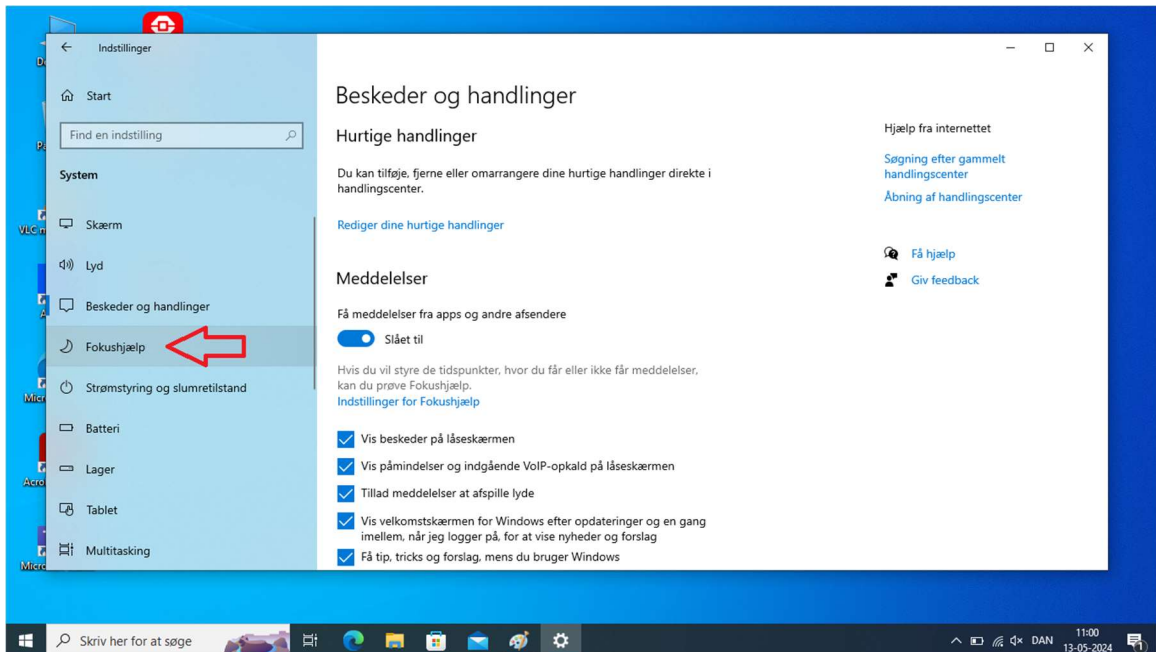 Indstillinger
Start
Find en indstilling
System
Skærm
Lyd
Beskeder og handlinger
Fokushjælp
Strømstyring og slumretilstand
Batteri
Lager
Tablet
Multitasking
Beskeder og handlinger
Hurtige handlinger
Du kan tilføje, fjerne eller omarrangere dine hurtige handlinger direkte i
handlingscenter.
Rediger dine hurtige handlinger
Meddelelser
Få meddelelser fra apps og andre afsendere
Slået til
Hvis du vil styre de tidspunkter, hvor du får eller ikke får meddelelser,
kan du prøve Fokushjælp.
Indstillinger for Fokushjælp
Vis beskeder på låseskærmen
Vis påmindelser og indgående VoIP-opkald på låseskærmen
Tillad meddelelser at afspille lyde
Vis velkomstskærmen for Windows efter opdateringer og en gang
imellem, når jeg logger på, for at vise nyheder og forslag
Få tip, tricks og forslag, mens du bruger Windows
Hjælp fra internettet
Søgning efter gammelt
handlingscenter
Åbning af handlingscenter
Få hjælp
Giv feedback
VLC m
Micr
Acro
Micro
Skriv her for at søge
DAN
11:00
13-05-2024
1